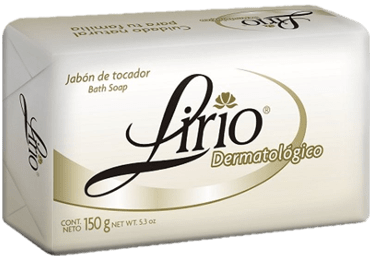 Cuidado natural
para tu familia
Jabón de tocador
Bath Soap
Lirio®
Dermatológico
CONT. NETO 150 g NET WT. 5.3 oz